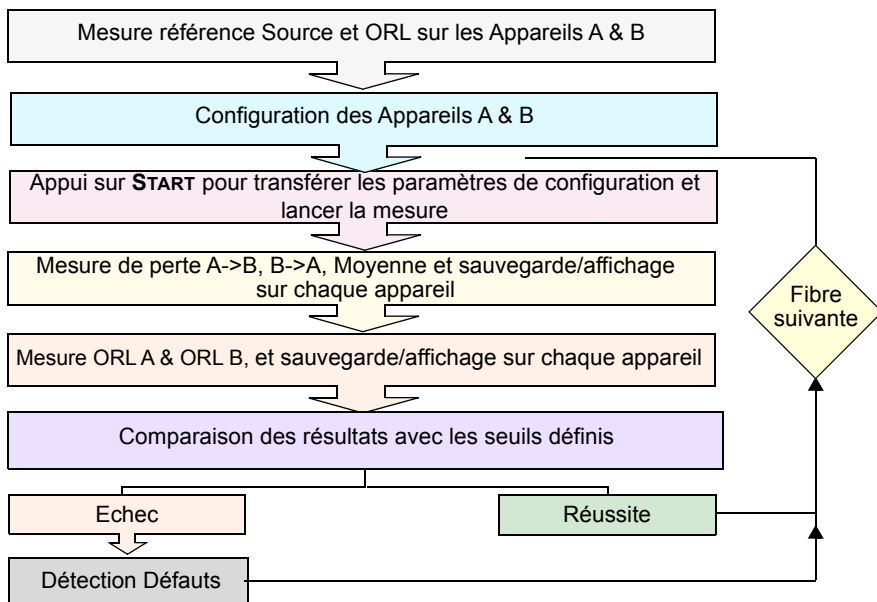 Mesure référence Source et ORL sur les Appareils A & B
Configuration des Appareils A & B
Appui sur START pour transférer les paramètres de configuration et
lancer la mesure
Mesure de perte A->B, B->A, Moyenne et sauvegarde/affichage
sur chaque appareil
Fibre
suivante
Mesure ORL A & ORL B, et sauvegarde/affichage sur chaque appareil
Comparaison des résultats avec les seuils définis
Echec
Réussite
Détection Défauts